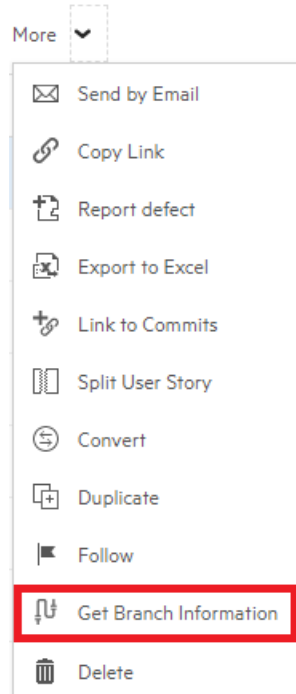 More
Send by Email
Copy Link
Report defect
Export to Excel
Link to Commits
Split User Story
Convert
Duplicate
Follow
Get Branch Information
Delete